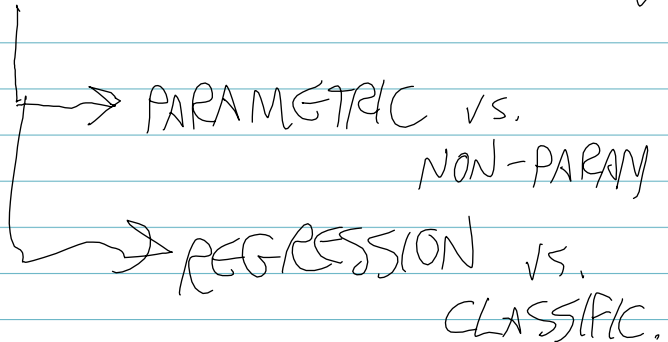 PARAMETRIC vs.
NON-PARAM
REGRESSION vs.
CLASSIFIC.